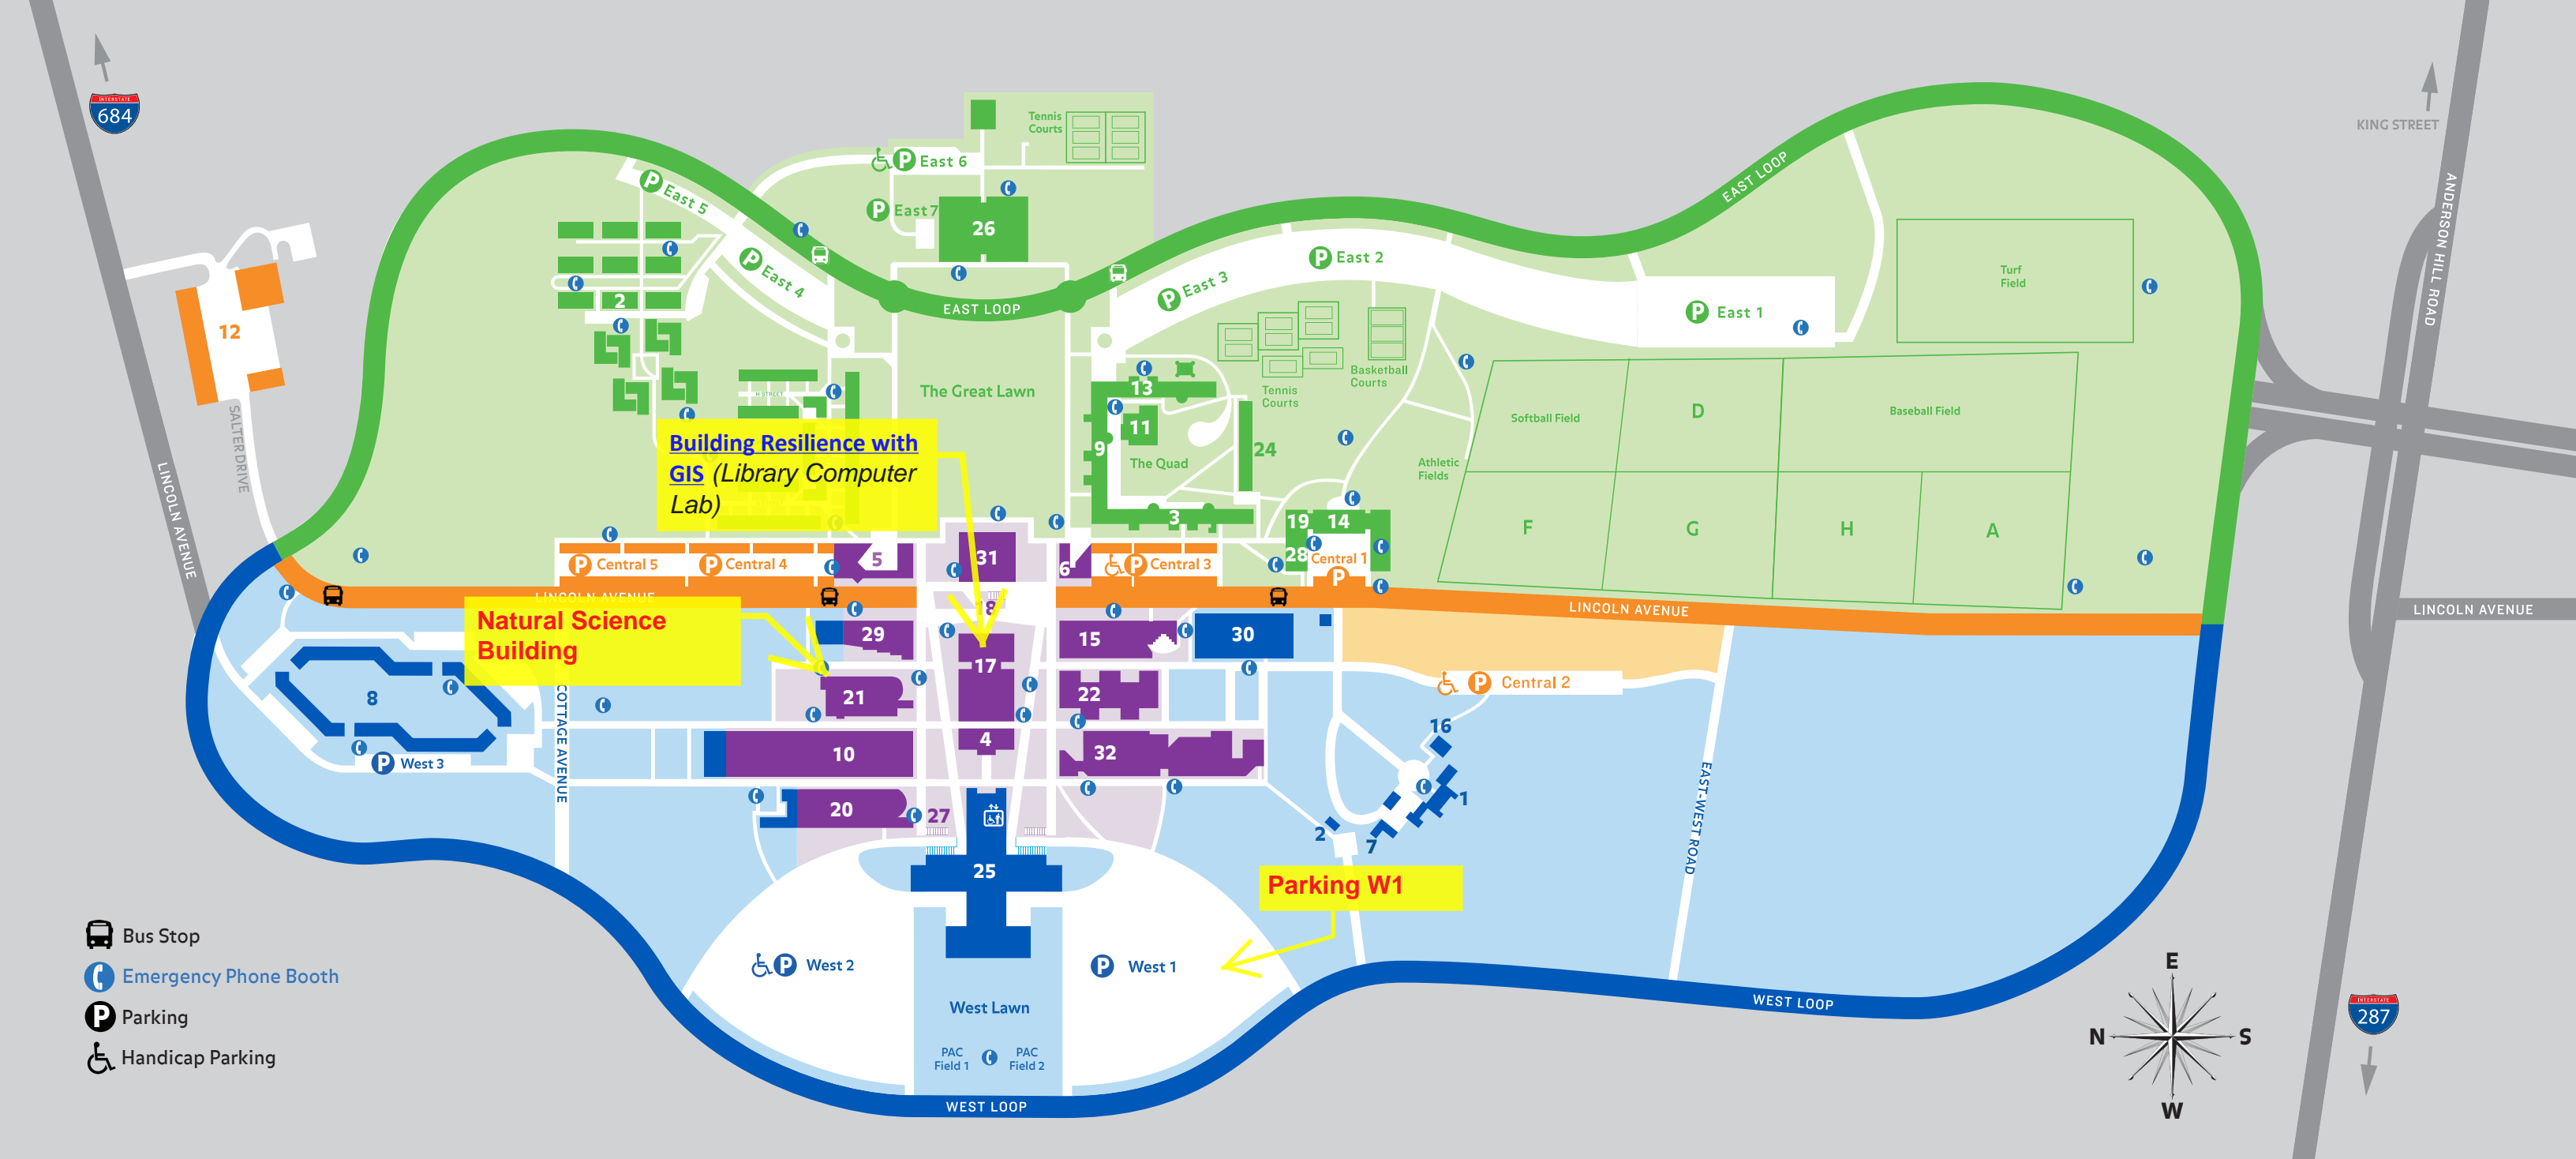 INTERSTATE
684
KING STREET
ANDERSON HILL ROAD
LINCOLN AVENUE
SALTER DRIVE
12
Tennis
Courts
East 6
East 7
26
East 5
East 4
2
EAST LOOP
EAST LOOP
East 3
East 2
East 1
Turf
Field
The Great Lawn
13
11
9
The Quad
24
3
Tennis
Courts
Basketball
Courts
Athletic
Fields
Softball Field
D
Baseball Field
F
G
H
A
Building Resilience with
GIS (Library Computer
Lab)
Central 5
Central 4
5
31
6
Central 3
19
14
28
Central 1
LINCOLN AVENUE
18
LINCOLN AVENUE
LINCOLN AVENUE
Natural Science
Building
29
15
30
17
21
22
Central 2
8
COTTAGE AVENUE
West 3
10
4
32
16
1
20
27
2
7
25
EAST-WEST ROAD
Parking W1
West 2
West 1
West Lawn
PAC
Field 1
PAC
Field 2
WEST LOOP
WEST LOOP
Bus Stop
Emergency Phone Booth
P Parking
Handicap Parking
E
N
S
W
INTERSTATE
287